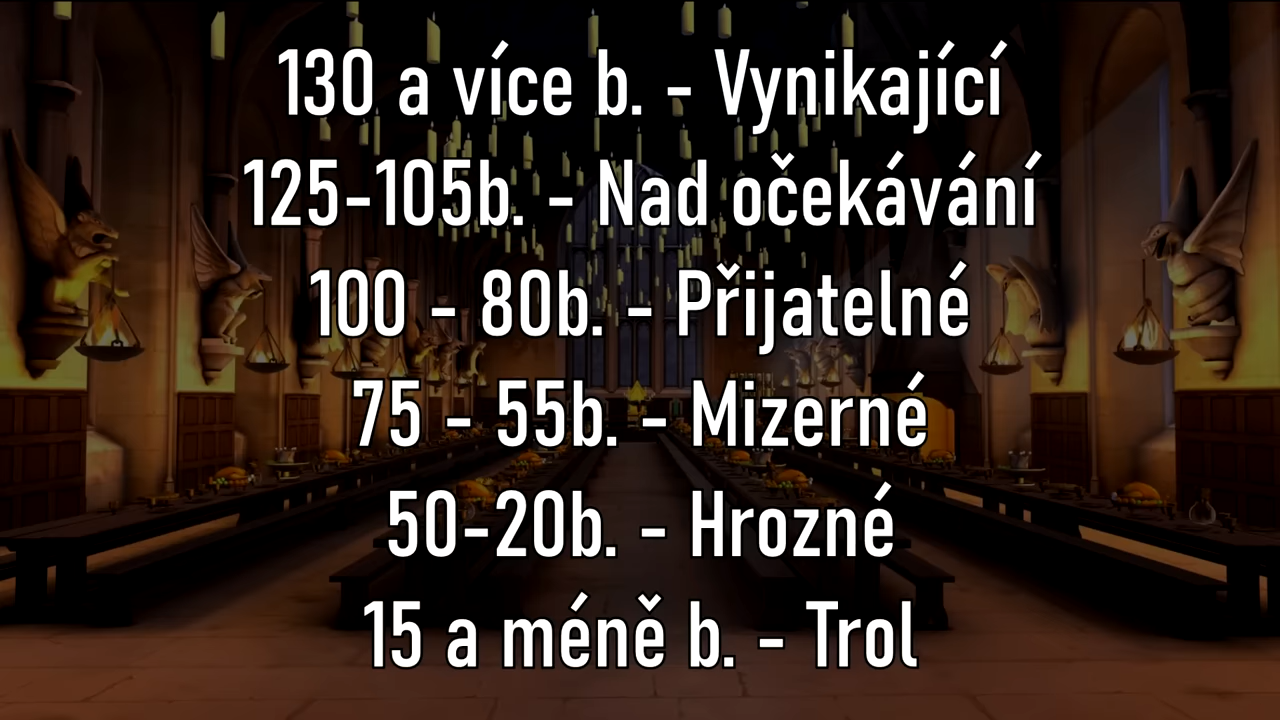 130 a více b. - Vynikající
125-105b. - Nad očekávání
100 - 80b. - Přijatelné
75 - 55b. - Mizerné
50-20b. - Hrozné
15 a méně b. - Trol